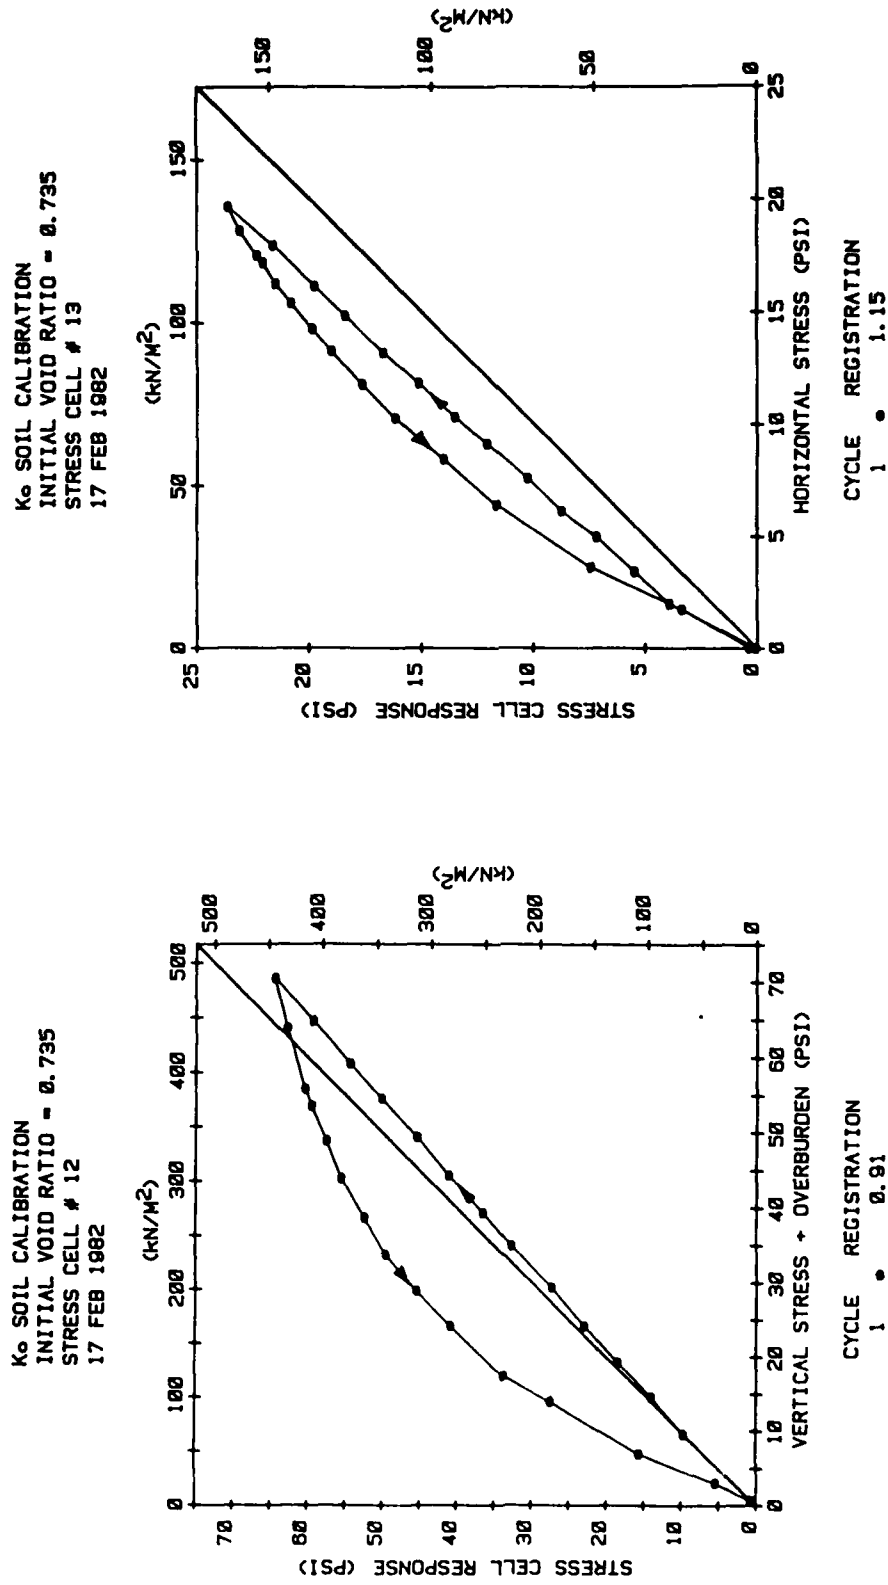 K₀ SOIL CALIBRATION
INITIAL VOID RATIO = 0.735
STRESS CELL # 12
17 FEB 1982
(kN/M²)
0 100 200 300 400 500
STRESS CELL RESPONSE (PSI)
70
60
50
40
30
20
10
0
(kN/M²)
500
400
300
200
100
0
0 10 20 30 40 50 60 70
VERTICAL STRESS + OVERBURDEN (PSI)
CYCLE REGISTRATION
1 • 0.91
K₀ SOIL CALIBRATION
INITIAL VOID RATIO = 0.735
STRESS CELL # 13
17 FEB 1982
(kN/M²)
0 50 100 150
STRESS CELL RESPONSE (PSI)
25
20
15
10
5
0
(kN/M²)
150
100
50
0
0 5 10 15 20 25
HORIZONTAL STRESS (PSI)
CYCLE REGISTRATION
1 • 1.15